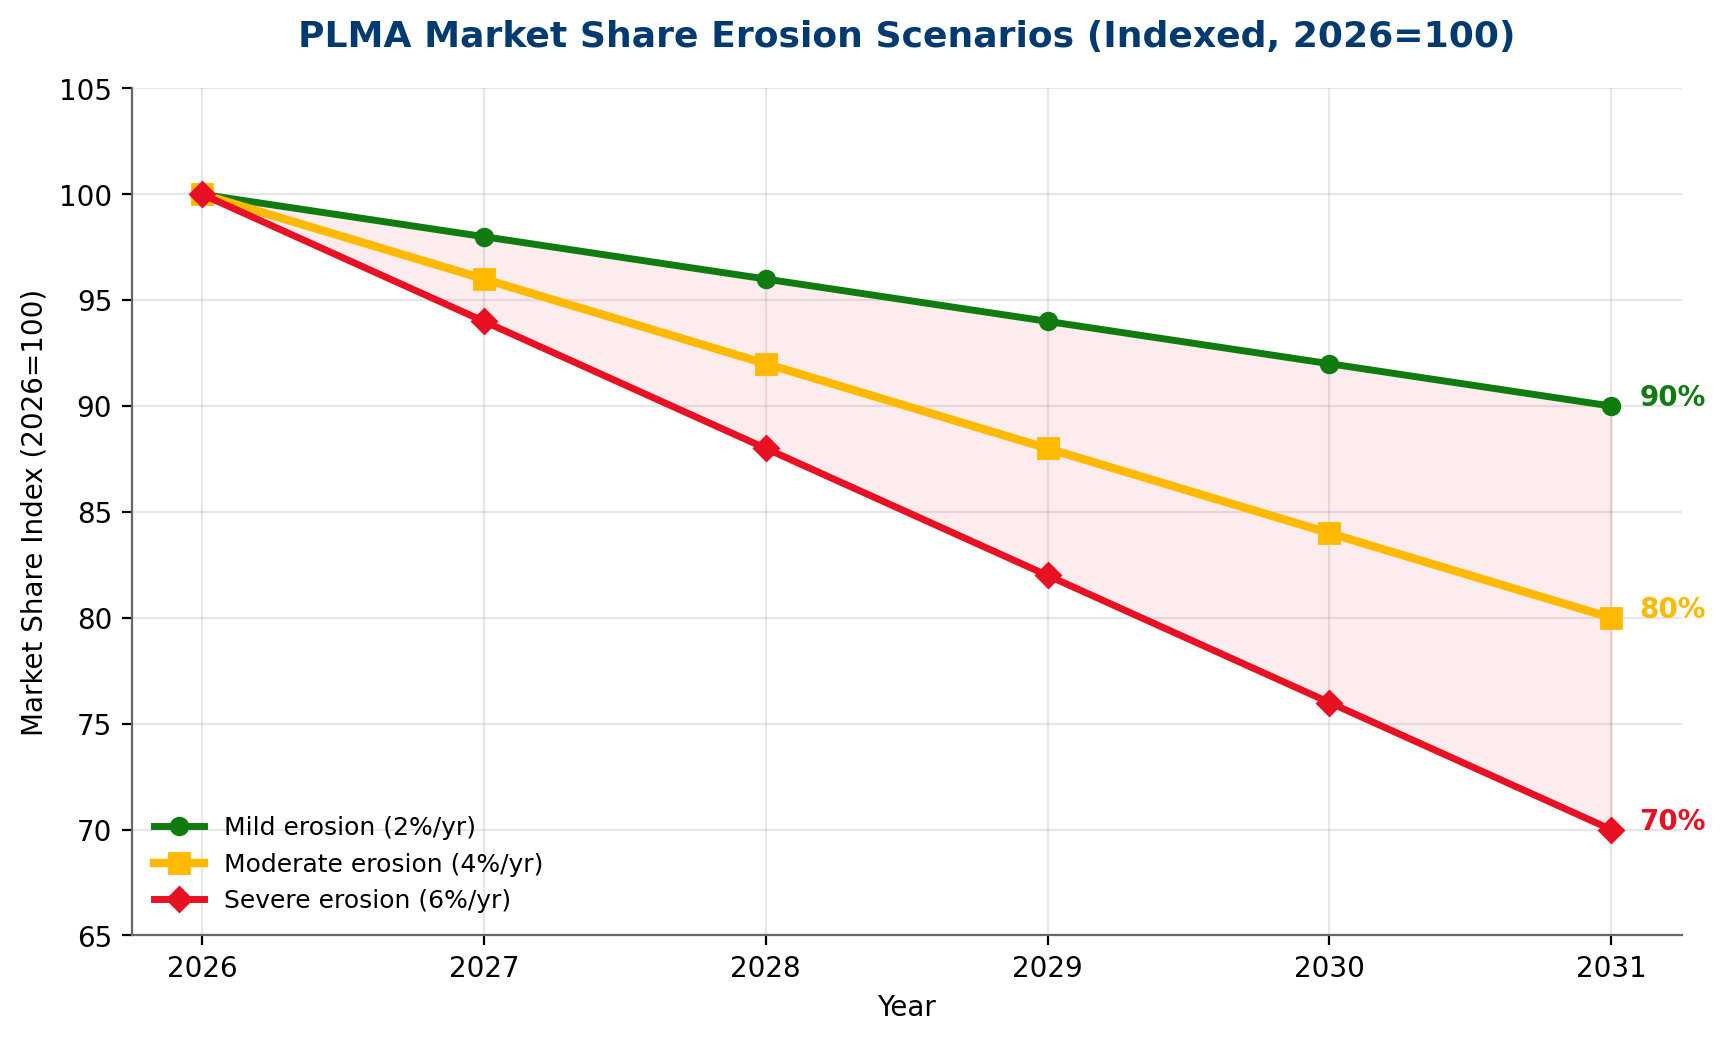 PLMA Market Share Erosion Scenarios (Indexed, 2026=100)
Market Share Index (2026=100)
105
100
95
90
85
80
75
70
65
90%
80%
70%
Mild erosion (2%/yr)
Moderate erosion (4%/yr)
Severe erosion (6%/yr)
2026 2027 2028 2029 2030 2031
Year